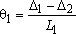 θ₁ = (Δ₁ − Δ₂) / L₁